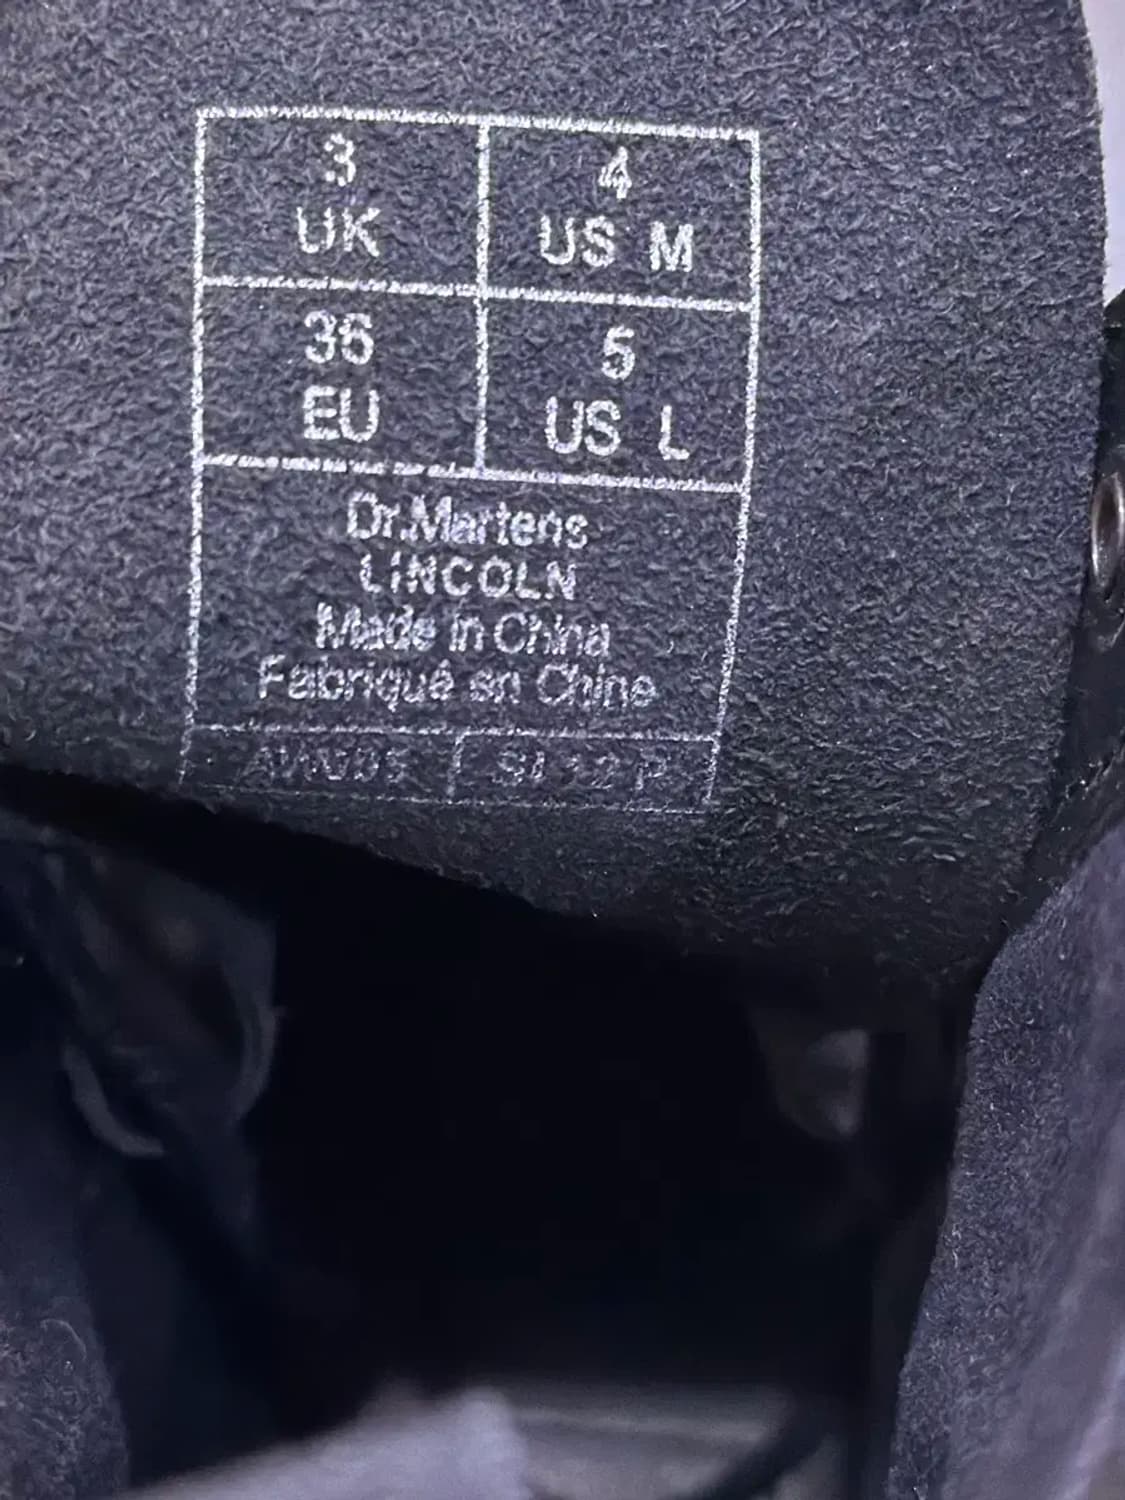 3
UK
4
US M
36
EU
5
US L
Dr.Martens
LINCOLN
Made in China
Fabriqué en Chine